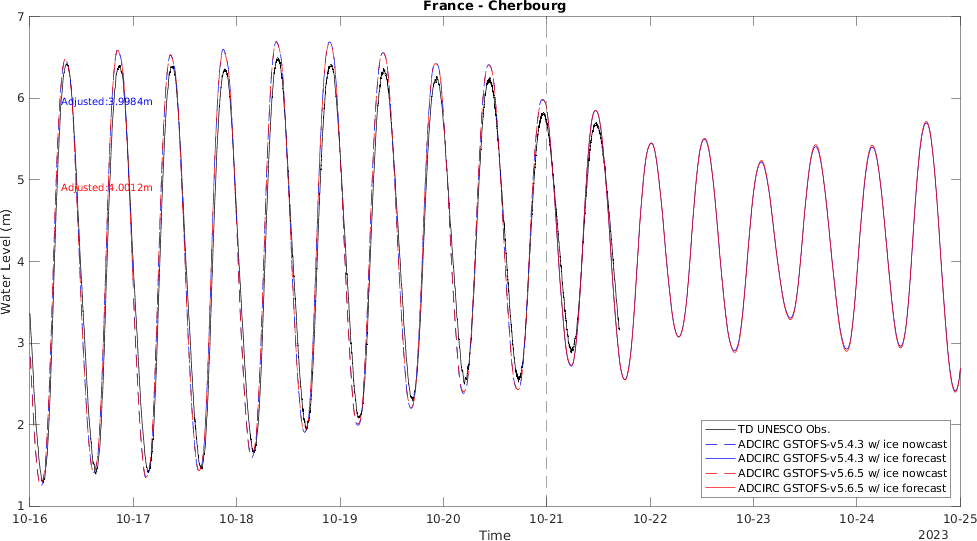 France - Cherbourg
7
6
5
4
3
2
1
Water Level (m)
Adjusted:3.9984m
Adjusted:4.0012m
TD UNESCO Obs.
ADCIRC GSTOFS-v5.4.3 w/ ice nowcast
ADCIRC GSTOFS-v5.4.3 w/ ice forecast
ADCIRC GSTOFS-v5.6.5 w/ ice nowcast
ADCIRC GSTOFS-v5.6.5 w/ ice forecast
10-16 10-17 10-18 10-19 10-20 10-21 10-22 10-23 10-24 10-25
Time
2023